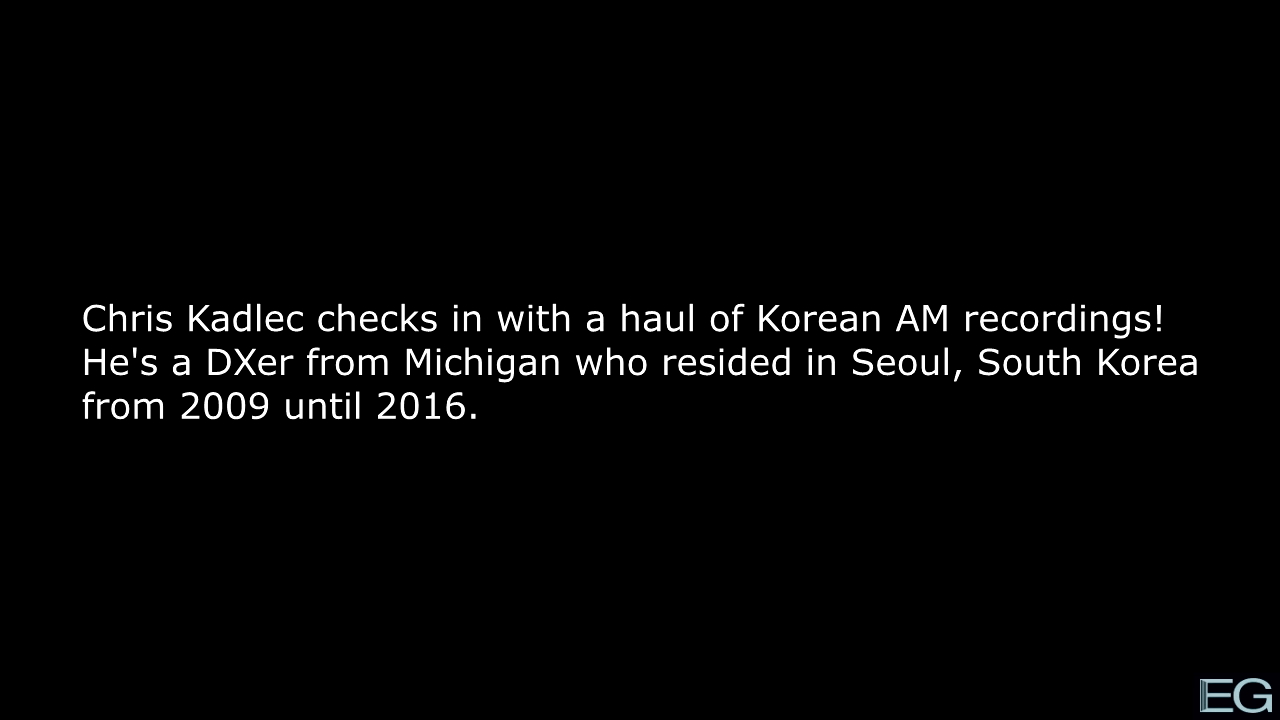 Chris Kadlec checks in with a haul of Korean AM recordings!
He's a DXer from Michigan who resided in Seoul, South Korea
from 2009 until 2016.
EG